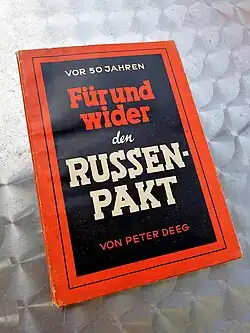 VOR 50 JAHREN
Für und
wider
den
RUSSEN-
PAKT
VON PETER DEEG